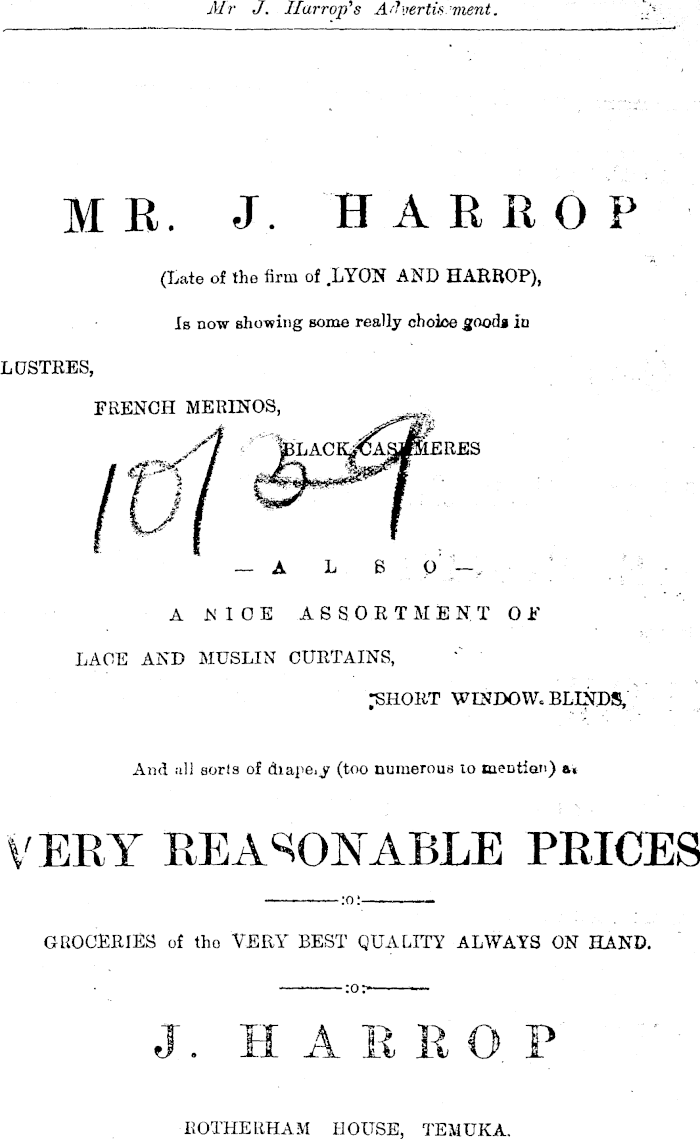 Mr J. Harrop's Advertisment.
MR. J. HARROP
(Late of the firm of LYON AND HARROP),
Is now showing some really choice goods in
LUSTRES,
FRENCH MERINOS,
BLACK CASHMERES
—ALSO—
A NICE ASSORTMENT OF
LACE AND MUSLIN CURTAINS,
SHORT WINDOW BLINDS,
And all sorts of drapery (too numerous to mention) at
VERY REASONABLE PRICES
:o:
GROCERIES of the VERY BEST QUALITY ALWAYS ON HAND.
:o:
J. HARROP
ROTHERHAM HOUSE, TEMUKA.